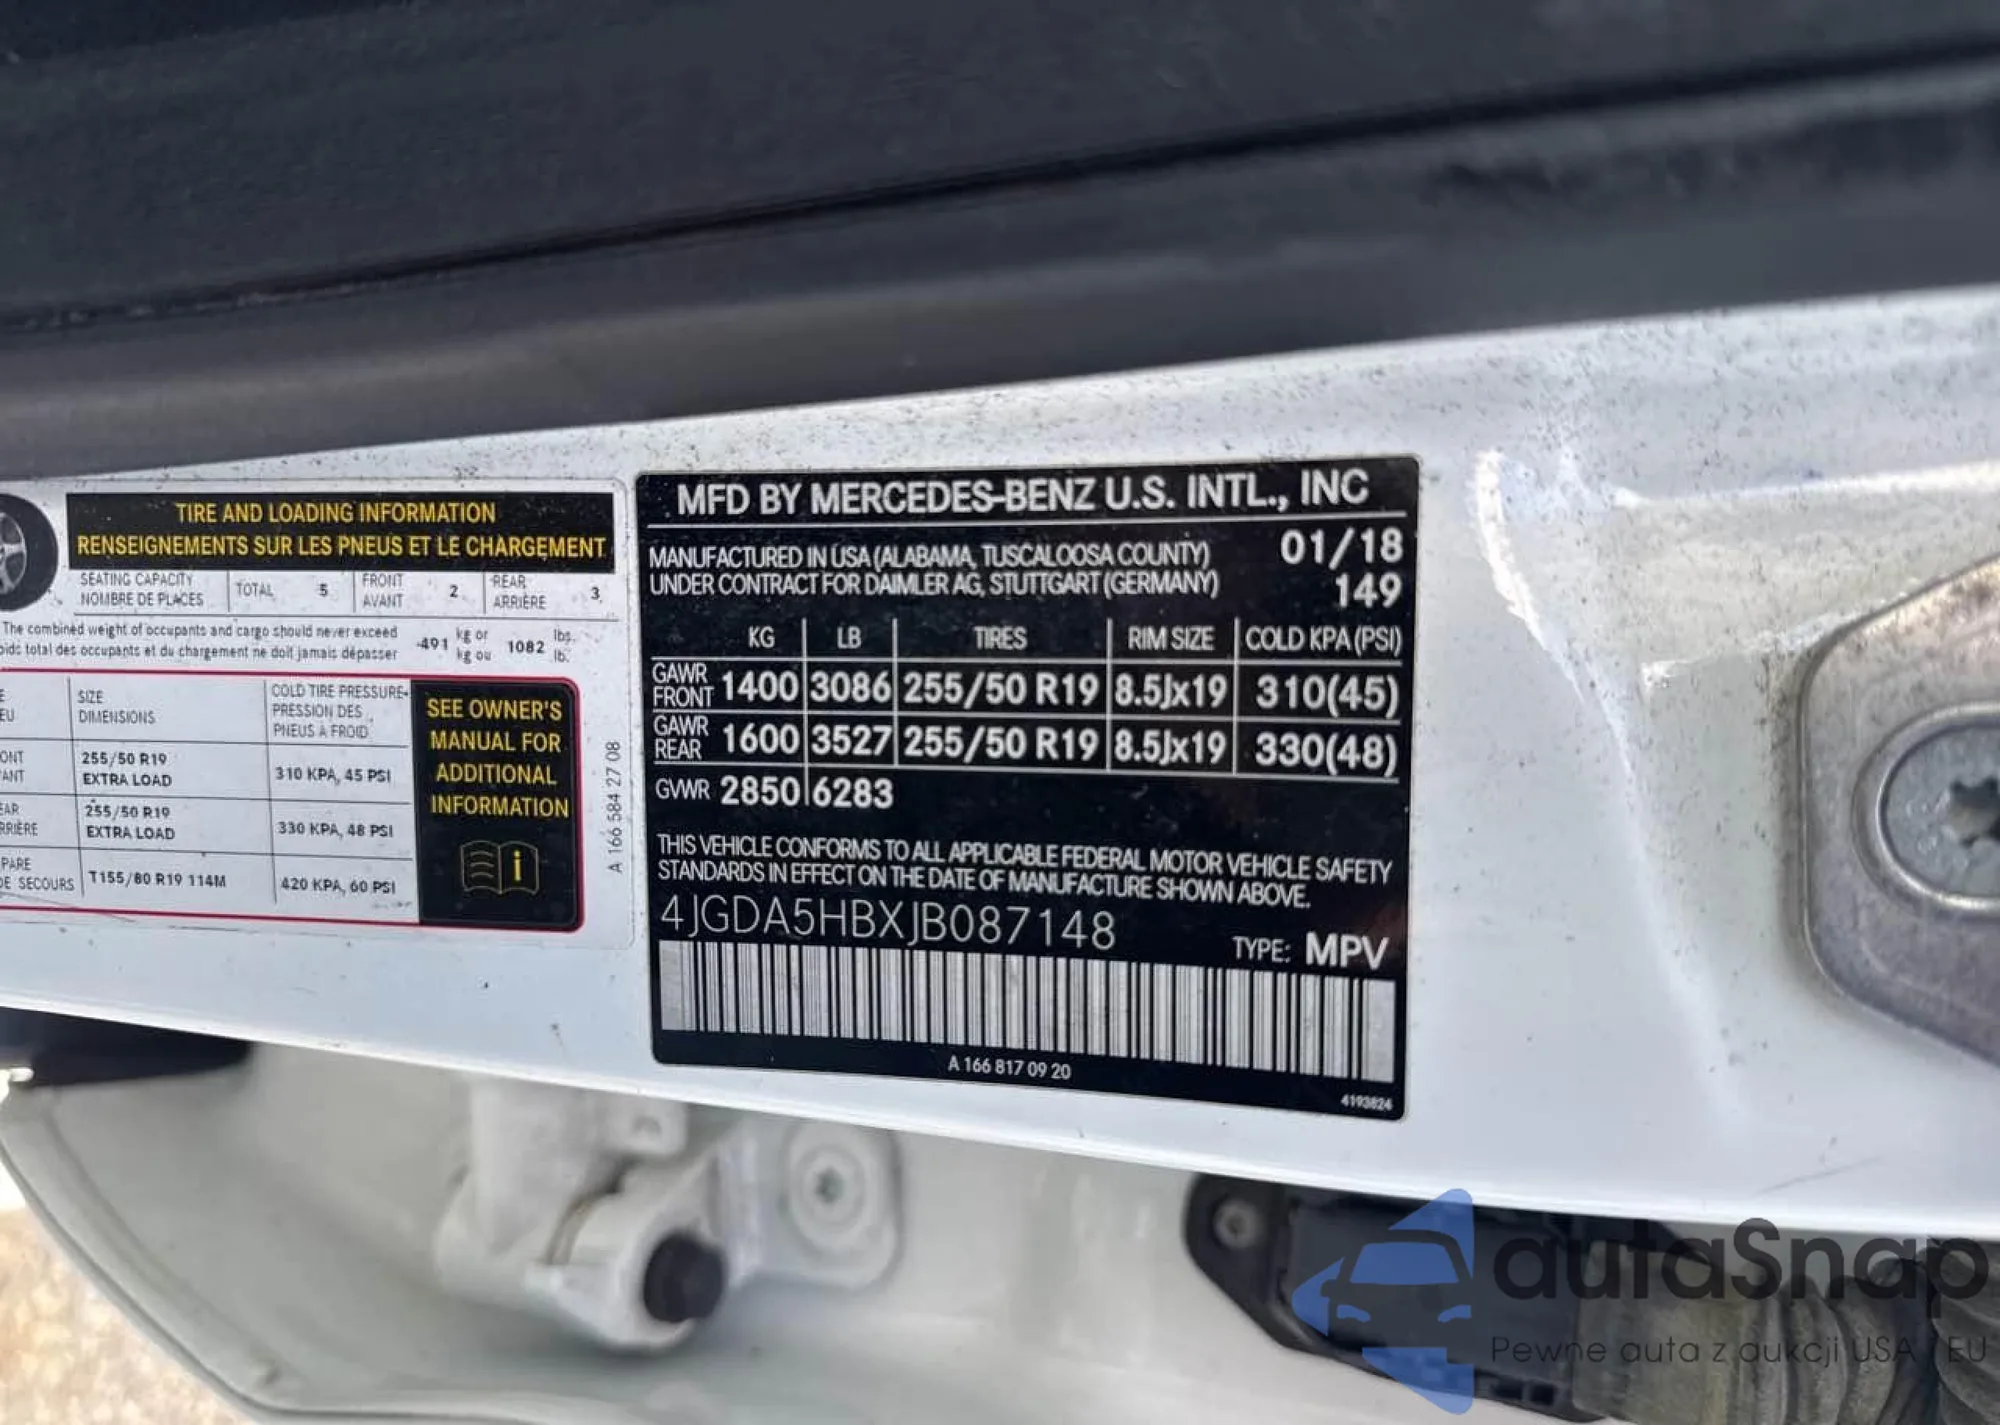 TIRE AND LOADING INFORMATION
RENSEIGNEMENTS SUR LES PNEUS ET LE CHARGEMENT
SEATING CAPACITY
NOMBRE DE PLACES
TOTAL 5
FRONT
AVANT
2
REAR
ARRIÈRE
3
The combined weight of occupants and cargo should never exceed
total des occupants et du chargement ne doit jamais dépasser
491
kg or
kg ou
1082
lbs.
lb.
SIZE
DIMENSIONS
COLD TIRE PRESSURE
PRESSION DES
PNEUS À FROID
255/50 R19
EXTRA LOAD
310 KPA, 45 PSI
255/50 R19
EXTRA LOAD
330 KPA, 48 PSI
SECOURS
T155/80 R19 114M
420 KPA, 60 PSI
SEE OWNER'S
MANUAL FOR
ADDITIONAL
INFORMATION
i
A 166 584 27 08
MFD BY MERCEDES-BENZ U.S. INTL., INC
MANUFACTURED IN USA (ALABAMA, TUSCALOOSA COUNTY) 01/18
UNDER CONTRACT FOR DAIMLER AG, STUTTGART (GERMANY) 149
KG LB TIRES RIM SIZE COLD KPA (PSI)
GAWR
FRONT
1400 3086 255/50 R19 8.5Jx19 310(45)
GAWR
REAR
1600 3527 255/50 R19 8.5Jx19 330(48)
GVWR 2850 6283
THIS VEHICLE CONFORMS TO ALL APPLICABLE FEDERAL MOTOR VEHICLE SAFETY
STANDARDS IN EFFECT ON THE DATE OF MANUFACTURE SHOWN ABOVE.
4JGDA5HBXJB087148
TYPE: MPV
A 166 817 09 20
4193824
autaSnap
Pewne auta z aukcji USA i EU